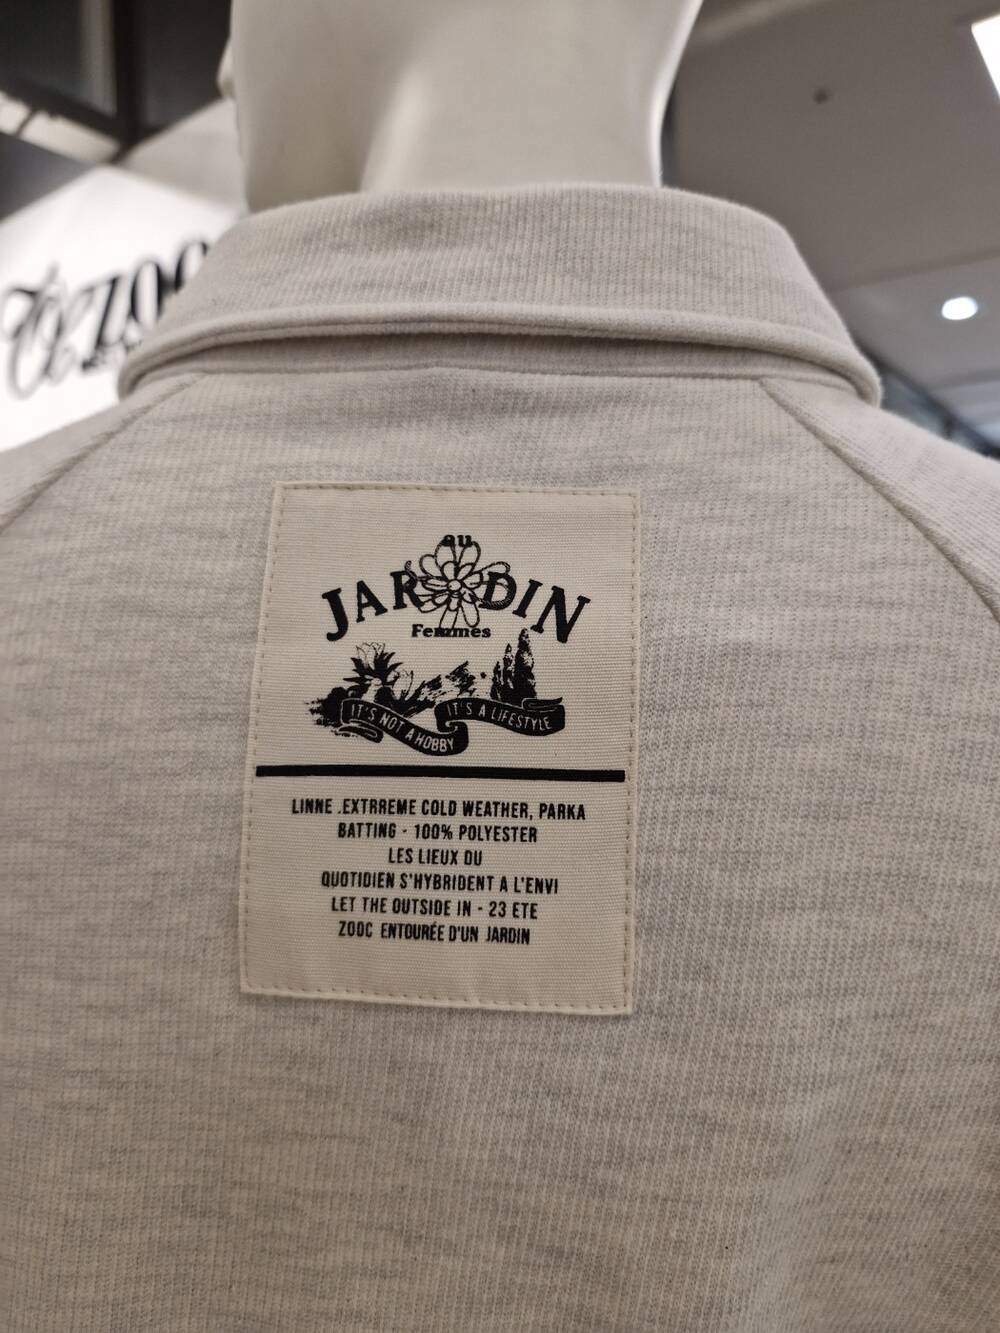 au
JARDIN
Femmes
IT'S NOT A HOBBY IT'S A LIFESTYLE
LINNE .EXTRREME COLD WEATHER, PARKA
BATTING - 100% POLYESTER
LES LIEUX DU
QUOTIDIEN S'HYBRIDENT A L'ENVI
LET THE OUTSIDE IN - 23 ETE
ZOOC ENTOURÉE D'UN JARDIN